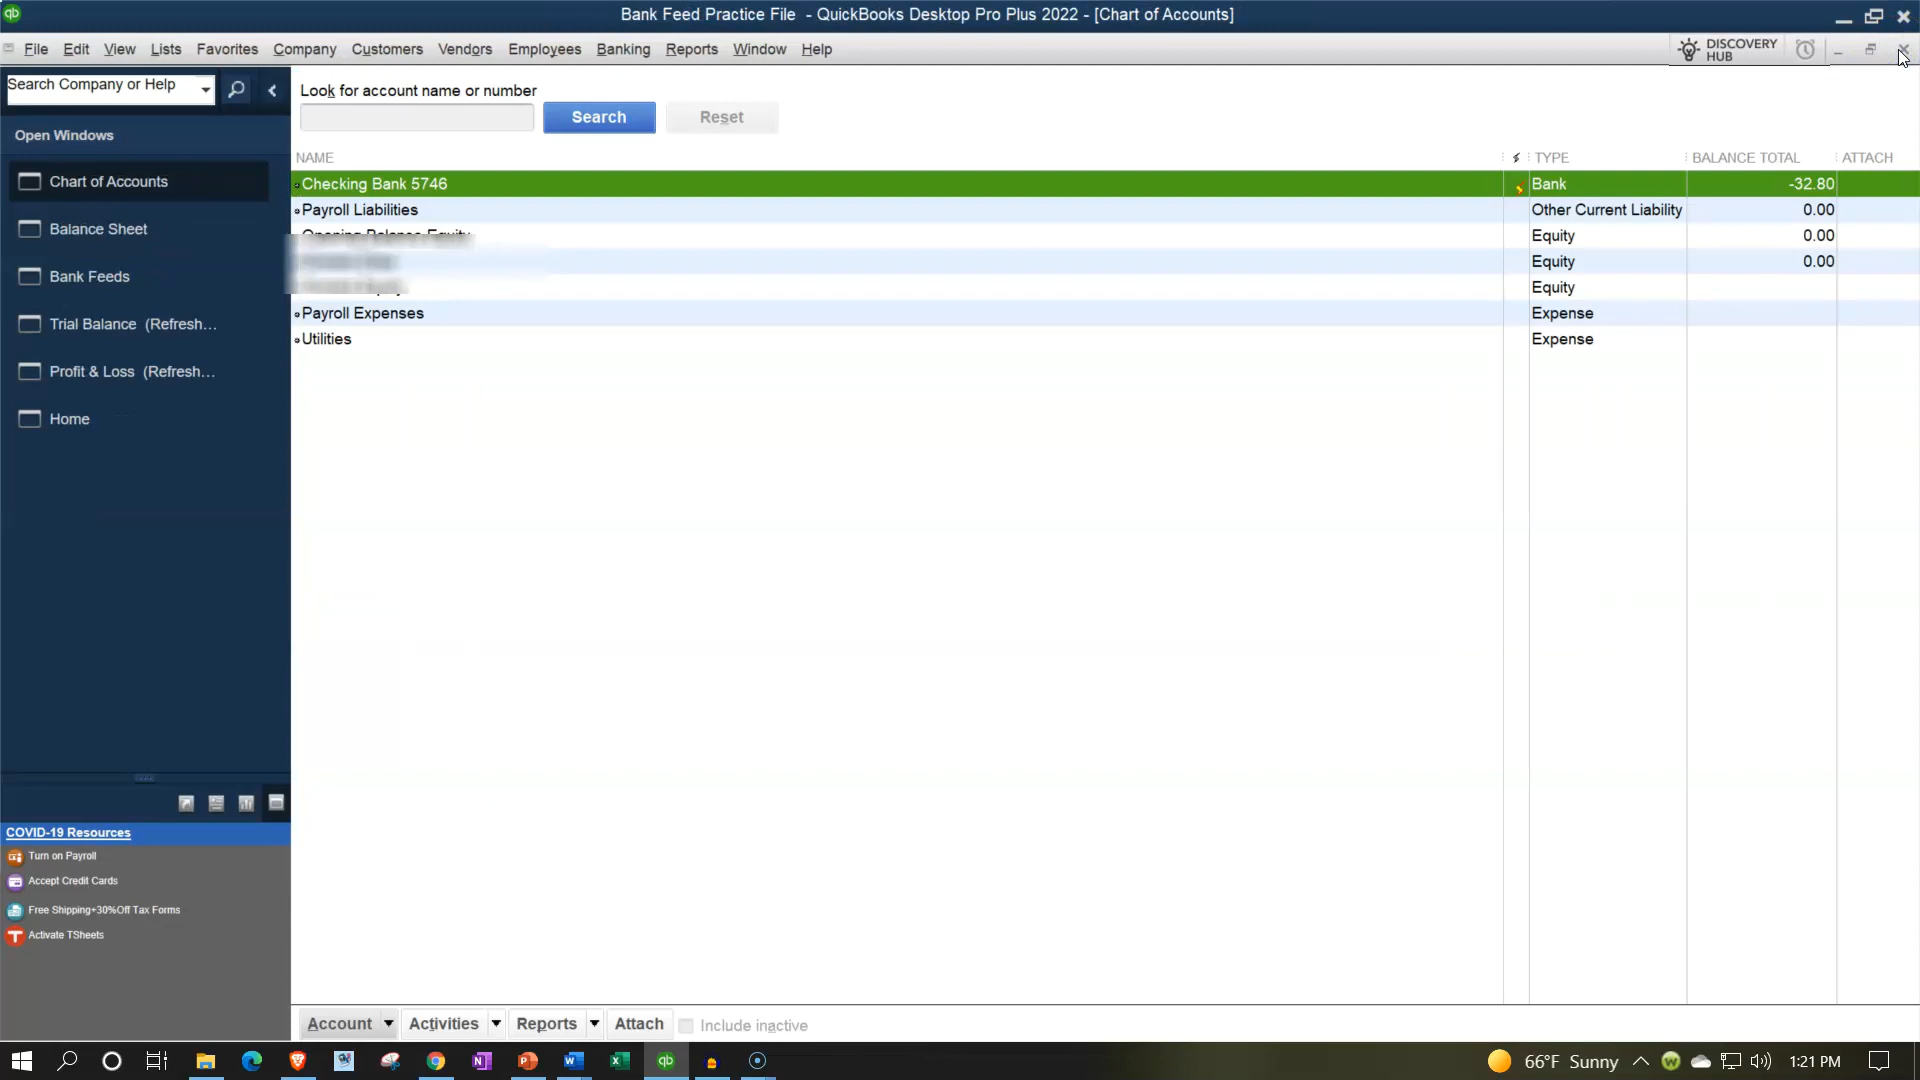 qb Bank Feed Practice File - QuickBooks Desktop Pro Plus 2022 - [Chart of Accounts]
File Edit View Lists Favorites Company Customers Vendors Employees Banking Reports Window Help DISCOVERY HUB
Search Company or Help
Look for account name or number
Search Reset
Open Windows
NAME TYPE BALANCE TOTAL ATTACH
Chart of Accounts
Checking Bank 5746 Bank -32.80
Payroll Liabilities Other Current Liability 0.00
Balance Sheet
Opening Balance Equity Equity 0.00
Equity 0.00
Bank Feeds
Equity
Payroll Expenses Expense
Trial Balance (Refresh...
Utilities Expense
Profit & Loss (Refresh...
Home
COVID-19 Resources
Turn on Payroll
Accept Credit Cards
Free Shipping+30%Off Tax Forms
Activate TSheets
Account Activities Reports Attach Include inactive
66°F Sunny 1:21 PM